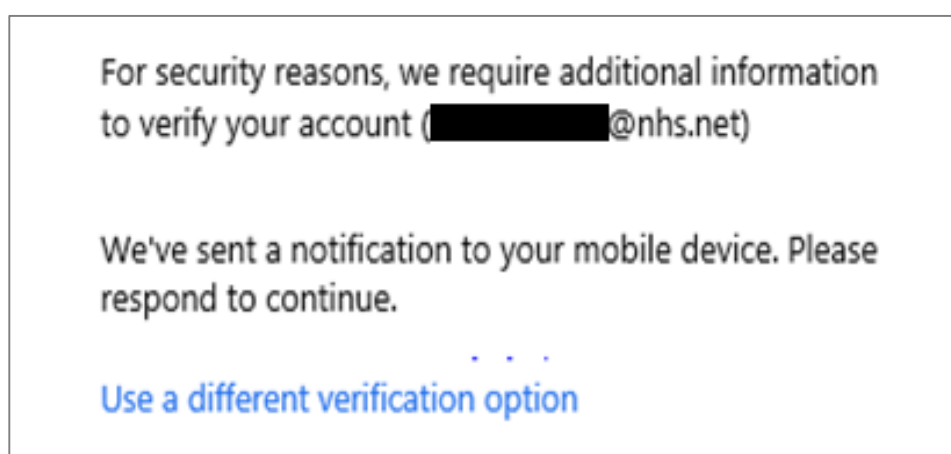 For security reasons, we require additional information
to verify your account (@nhs.net)
We've sent a notification to your mobile device. Please
respond to continue.
Use a different verification option